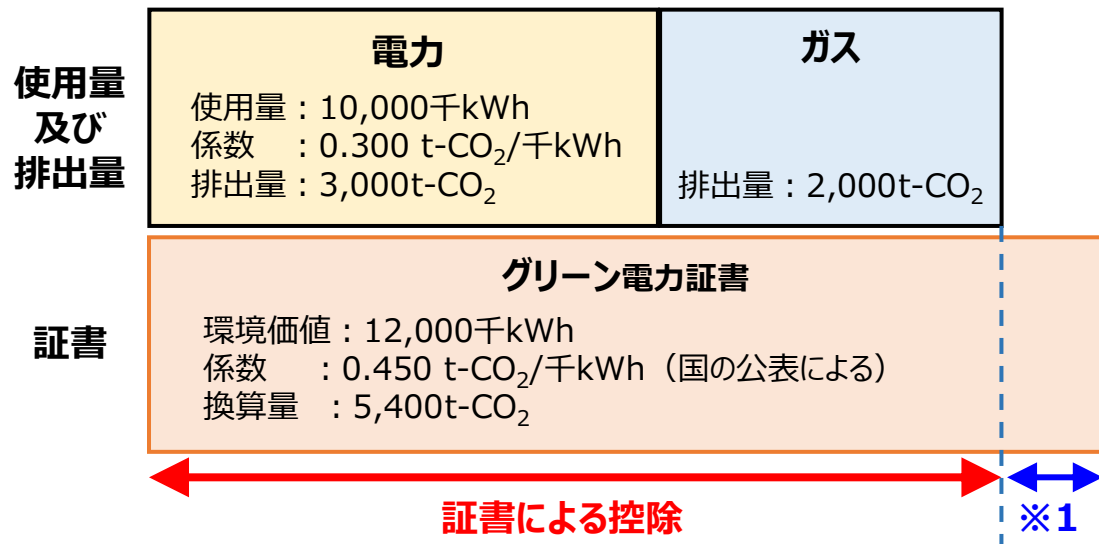 使用量
及び
排出量
電力
使用量：10,000千kWh
係数　：0.300 t-CO₂/千kWh
排出量：3,000t-CO₂
ガス
排出量：2,000t-CO₂
証書
グリーン電力証書
環境価値：12,000千kWh
係数　　：0.450 t-CO₂/千kWh（国の公表による）
換算量　：5,400t-CO₂
証書による控除
※1